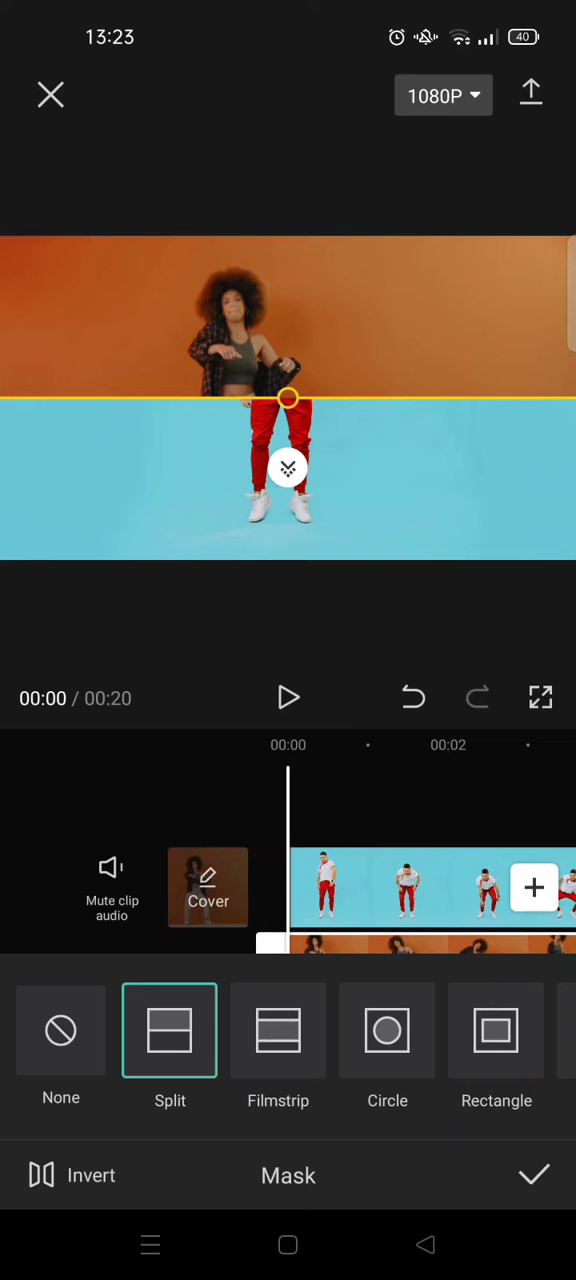 13:23
40
1080P
00:00 / 00:20
00:00
00:02
Mute clip
audio
Cover
None
Split
Filmstrip
Circle
Rectangle
Invert
Mask